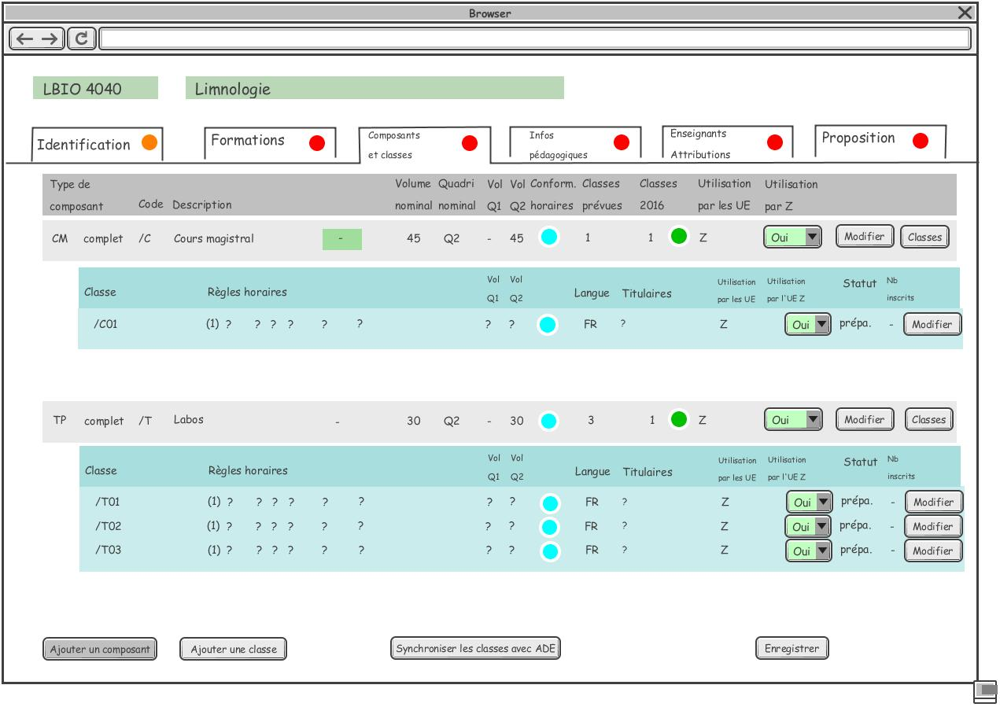 Browser
LBIO 4040 Limnologie
Identification Formations Composants et classes Infos pédagogiques Enseignants Attributions Proposition
Type de composant Code Description Volume nominal Quadri nominal Vol Q1 Vol Q2 Conform. horaires Classes prévues Classes 2016 Utilisation par les UE Utilisation par Z
CM complet /C Cours magistral - 45 Q2 - 45 1 1 Z Oui Modifier Classes
Classe Règles horaires Vol Q1 Vol Q2 Langue Titulaires Utilisation par les UE Utilisation par l'UE Z Statut Nb inscrits
/C01 (1) ? ? ? ? ? ? ? ? FR ? Z Oui prépa. - Modifier
TP complet /T Labos - 30 Q2 - 30 3 1 Z Oui Modifier Classes
Classe Règles horaires Vol Q1 Vol Q2 Langue Titulaires Utilisation par les UE Utilisation par l'UE Z Statut Nb inscrits
/T01 (1) ? ? ? ? ? ? ? ? FR ? Z Oui prépa. - Modifier
/T02 (1) ? ? ? ? ? ? ? ? FR ? Z Oui prépa. - Modifier
/T03 (1) ? ? ? ? ? ? ? ? FR ? Z Oui prépa. - Modifier
Ajouter un composant Ajouter une classe Synchroniser les classes avec ADE Enregistrer